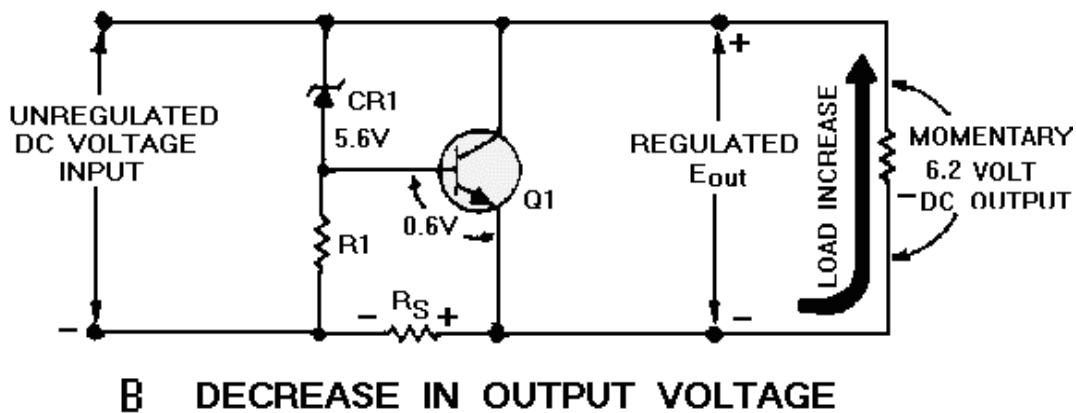 +
UNREGULATED
DC VOLTAGE
INPUT
CR1
5.6V
0.6V
Q1
R1
REGULATED
Eout
LOAD INCREASE
MOMENTARY
6.2 VOLT
DC OUTPUT
-
- RS +
-
B DECREASE IN OUTPUT VOLTAGE